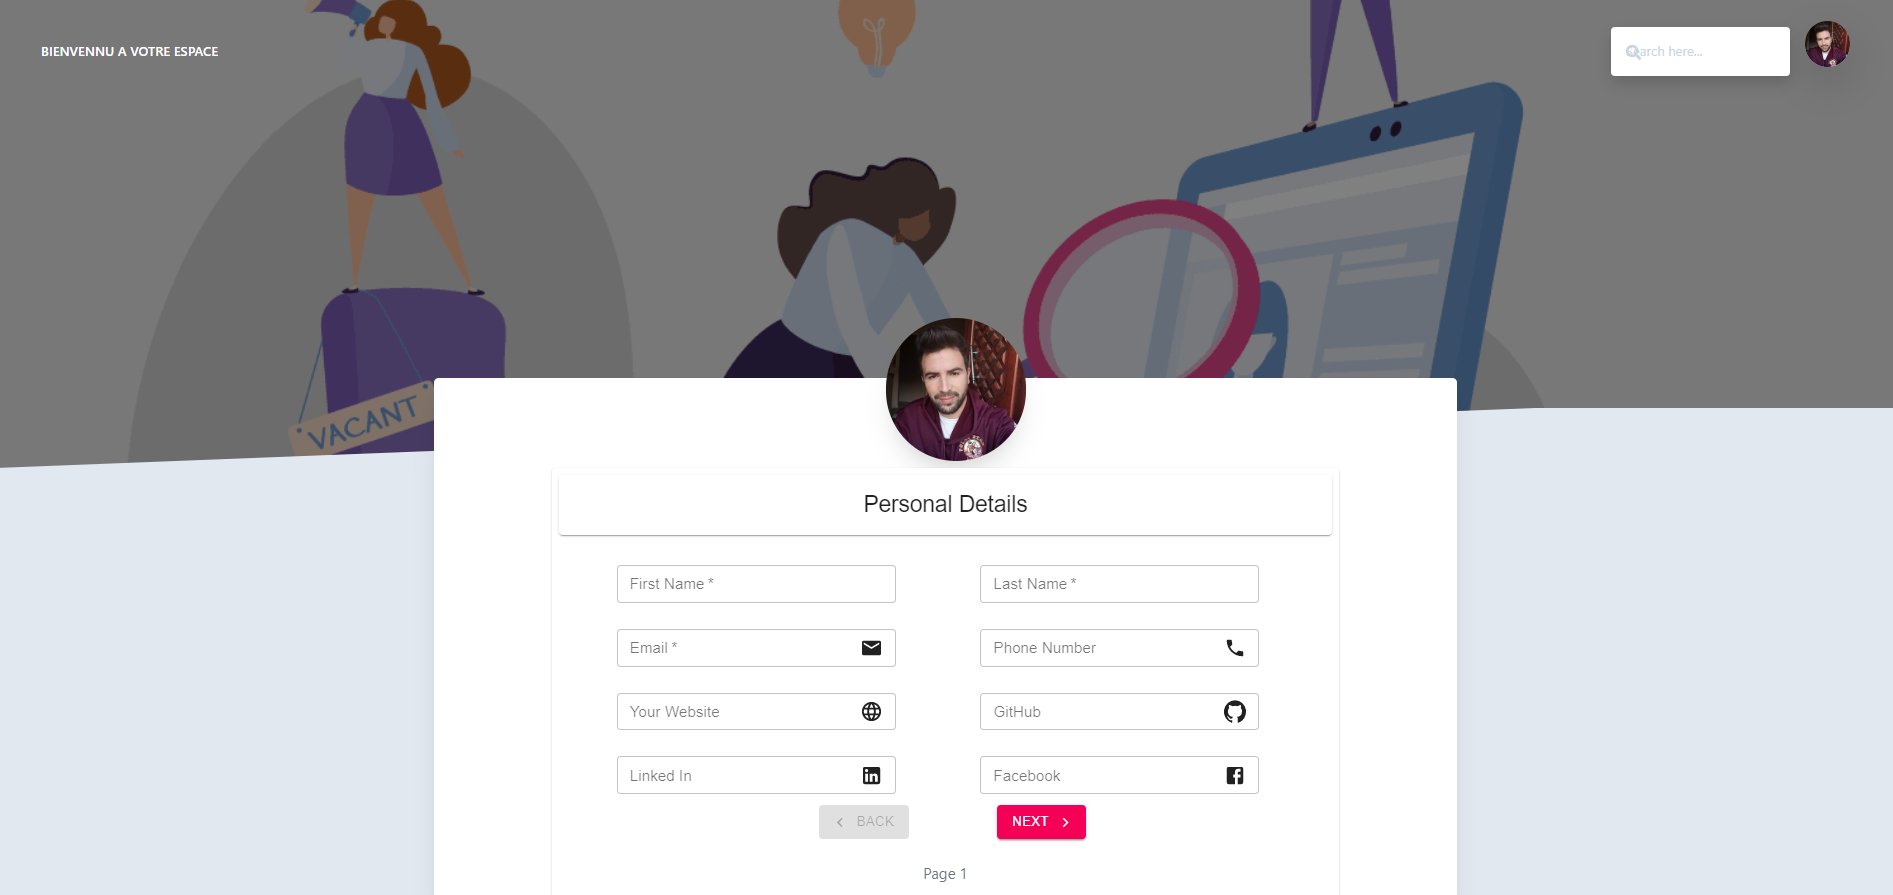 BIENVENNU A VOTRE ESPACE
Search here...
VACANT
Personal Details
First Name *
Last Name *
Email *
Phone Number
Your Website
GitHub
Linked In
Facebook
BACK
NEXT
Page 1